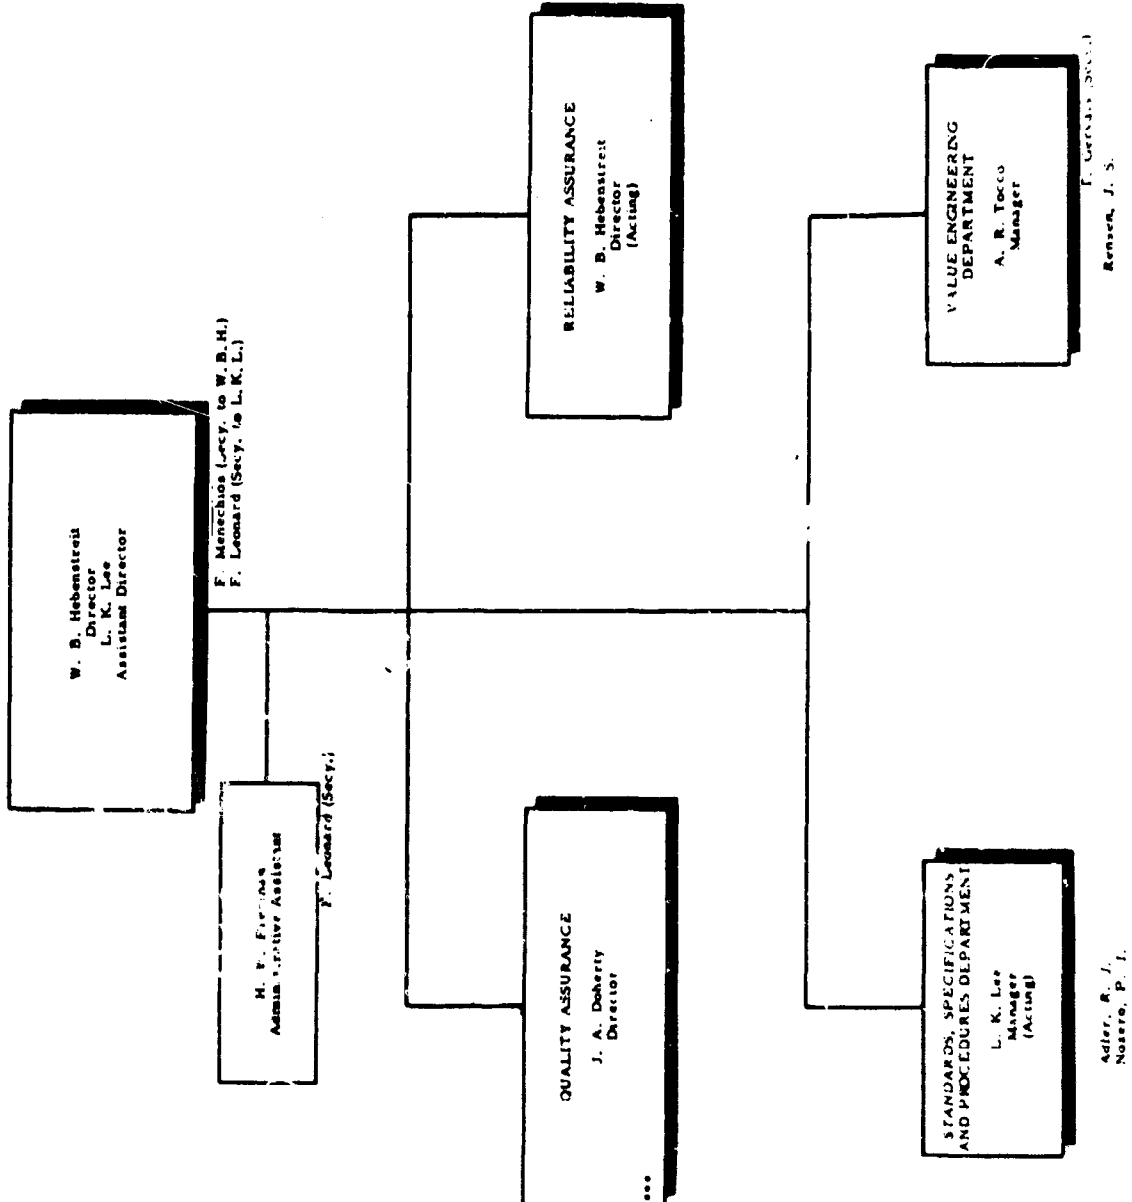 W. B. Hebenstreit
Director
L. K. Lee
Assistant Director
F. Menechios (Secy. to W. B. H.)
F. Leonard (Secy. to L. K. L.)
H.
Administrative Assistant
F. Leonard (Secy.)
QUALITY ASSURANCE
J. A. Doherty
Director
***
RELIABILITY ASSURANCE
W. B. Hebenstreit
Director
(Acting)
STANDARDS, SPECIFICATIONS
AND PROCEDURES DEPARTMENT
L. K. Lee
Manager
(Acting)
Adler, R. J.
Nosero, P. I.
VALUE ENGINEERING
DEPARTMENT
A. R. Tocco
Manager
Renzen, J. S.